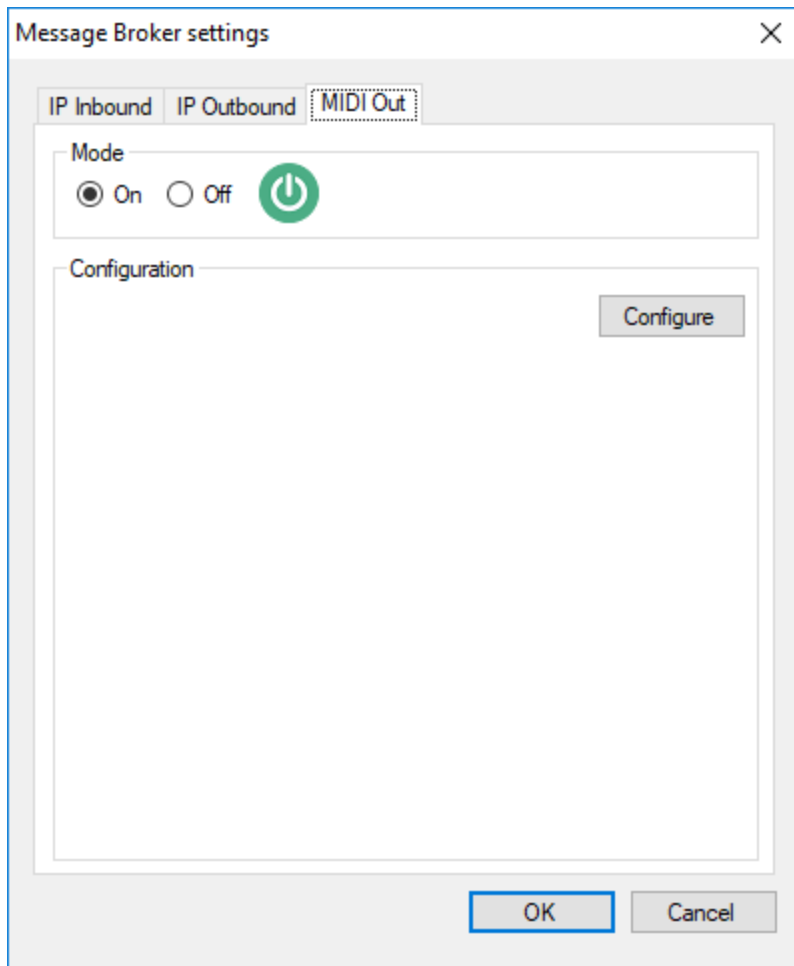 Message Broker settings
IP Inbound IP Outbound MIDI Out
Mode
On Off
Configuration
Configure
OK Cancel